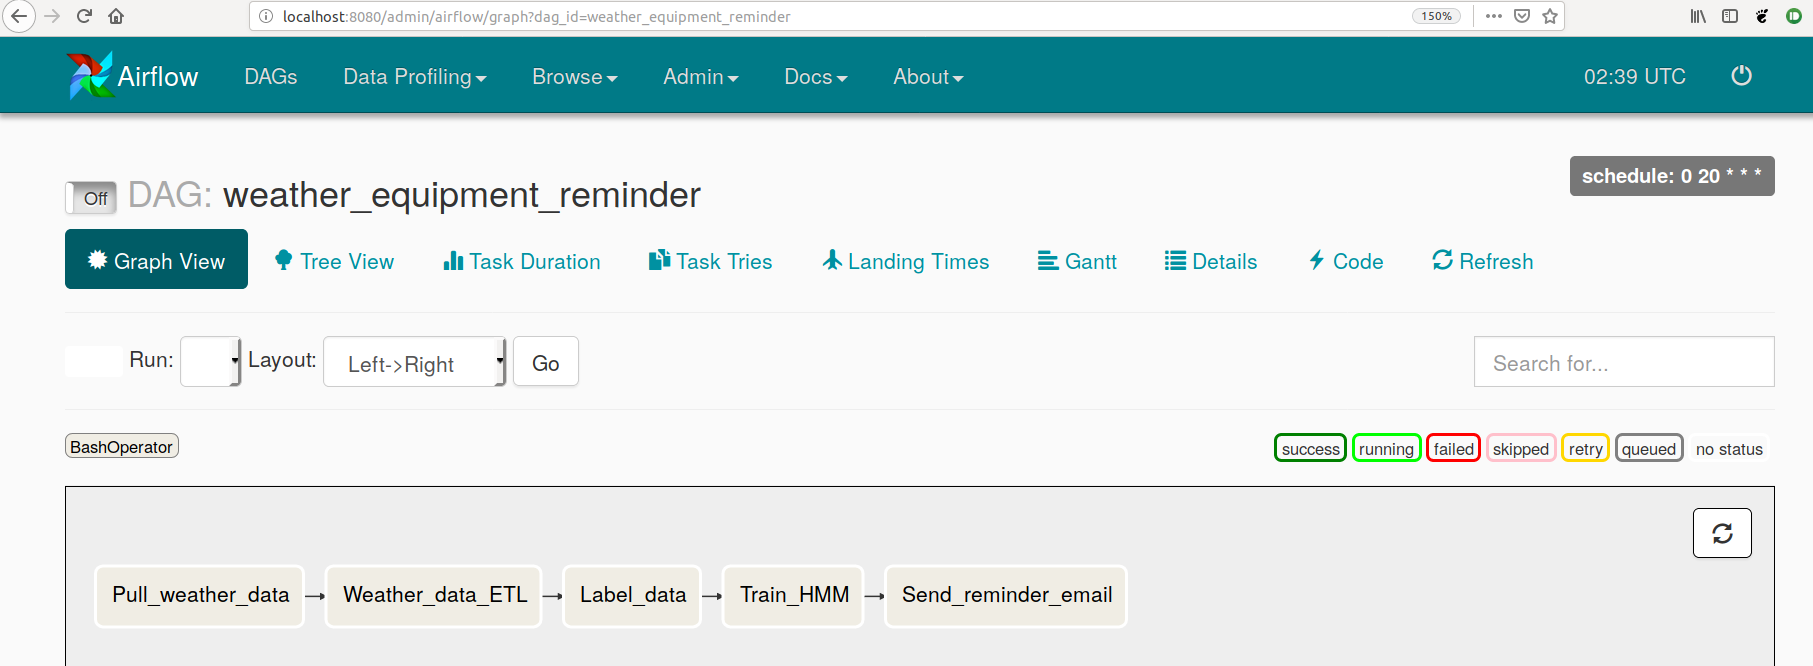 localhost:8080/admin/airflow/graph?dag_id=weather_equipment_reminder 150%
Airflow DAGs Data Profiling Browse Admin Docs About 02:39 UTC
schedule: 0 20 * * *
Off DAG: weather_equipment_reminder
Graph View Tree View Task Duration Task Tries Landing Times Gantt Details Code Refresh
Run: Layout: Left->Right Go Search for...
BashOperator success running failed skipped retry queued no status
Pull_weather_data Weather_data_ETL Label_data Train_HMM Send_reminder_email